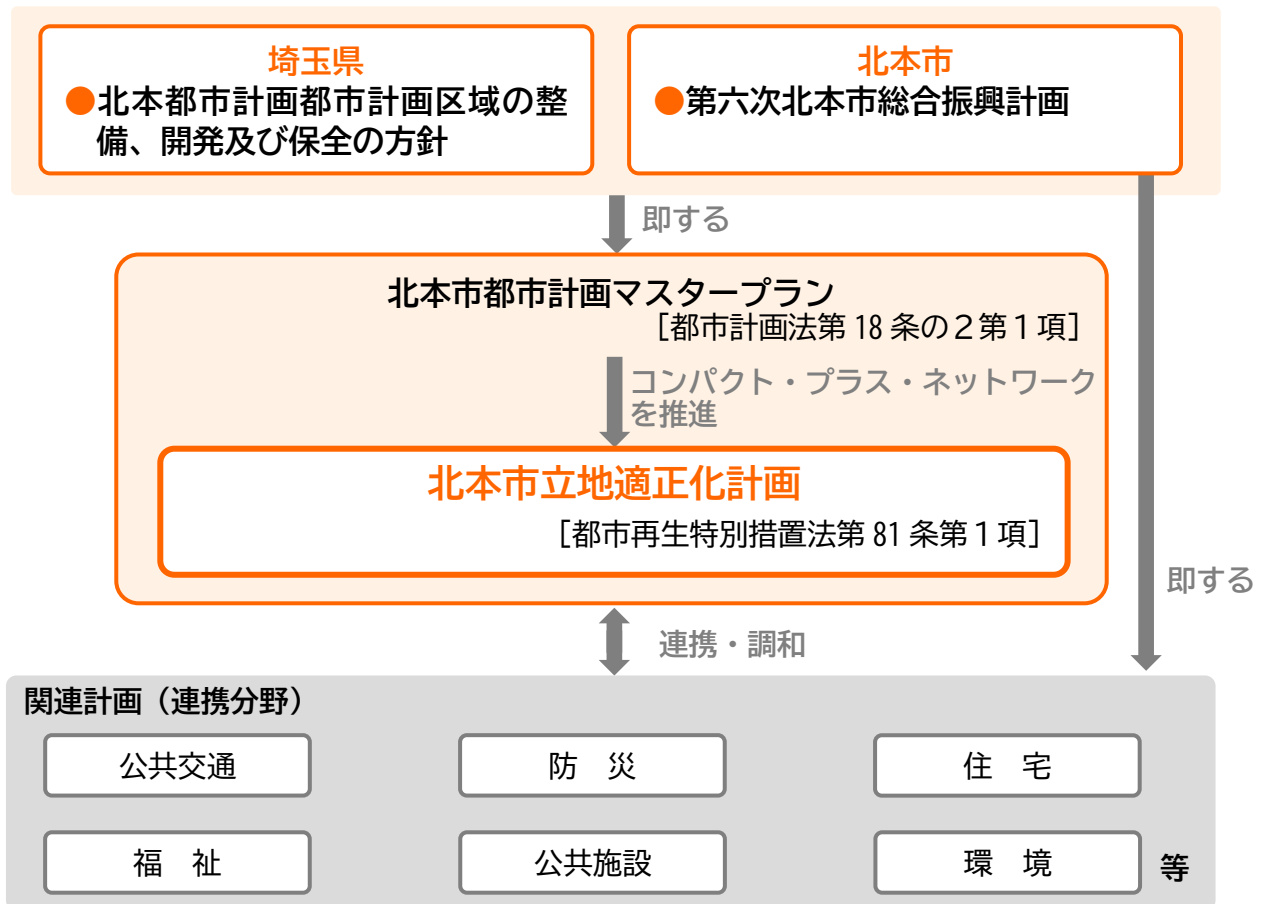 埼玉県
●北本都市計画都市計画区域の整
備、開発及び保全の方針
北本市
●第六次北本市総合振興計画
即する
北本市都市計画マスタープラン
［都市計画法第 18 条の２第１項］
コンパクト・プラス・ネットワーク
を推進
北本市立地適正化計画
［都市再生特別措置法第 81 条第１項］
即する
連携・調和
関連計画（連携分野）
公共交通
防　災
住　宅
福　祉
公共施設
環　境
等